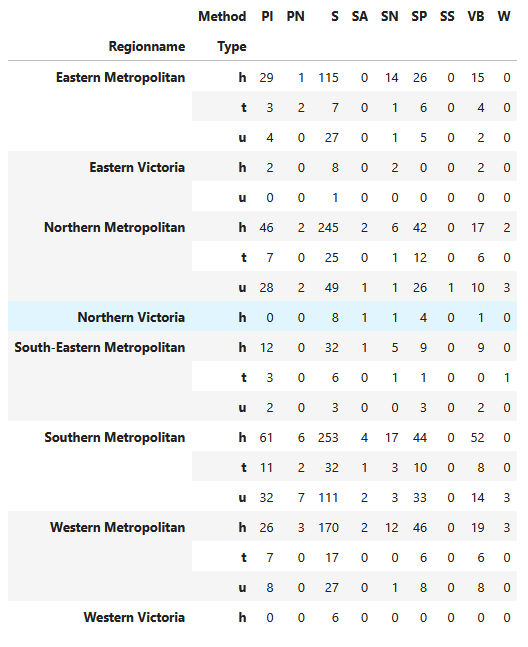 Method PI PN S SA SN SP SS VB W
Regionname Type
Eastern Metropolitan h 29 1 115 0 14 26 0 15 0
t 3 2 7 0 1 6 0 4 0
u 4 0 27 0 1 5 0 2 0
Eastern Victoria h 2 0 8 0 2 0 0 2 0
u 0 0 1 0 0 0 0 0 0
Northern Metropolitan h 46 2 245 2 6 42 0 17 2
t 7 0 25 0 1 12 0 6 0
u 28 2 49 1 1 26 1 10 3
Northern Victoria h 0 0 8 1 1 4 0 1 0
South-Eastern Metropolitan h 12 0 32 1 5 9 0 9 0
t 3 0 6 0 1 1 0 0 1
u 2 0 3 0 0 3 0 2 0
Southern Metropolitan h 61 6 253 4 17 44 0 52 0
t 11 2 32 1 3 10 0 8 0
u 32 7 111 2 3 33 0 14 3
Western Metropolitan h 26 3 170 2 12 46 0 19 3
t 7 0 17 0 0 6 0 6 0
u 8 0 27 0 1 8 0 8 0
Western Victoria h 0 0 6 0 0 0 0 0 0